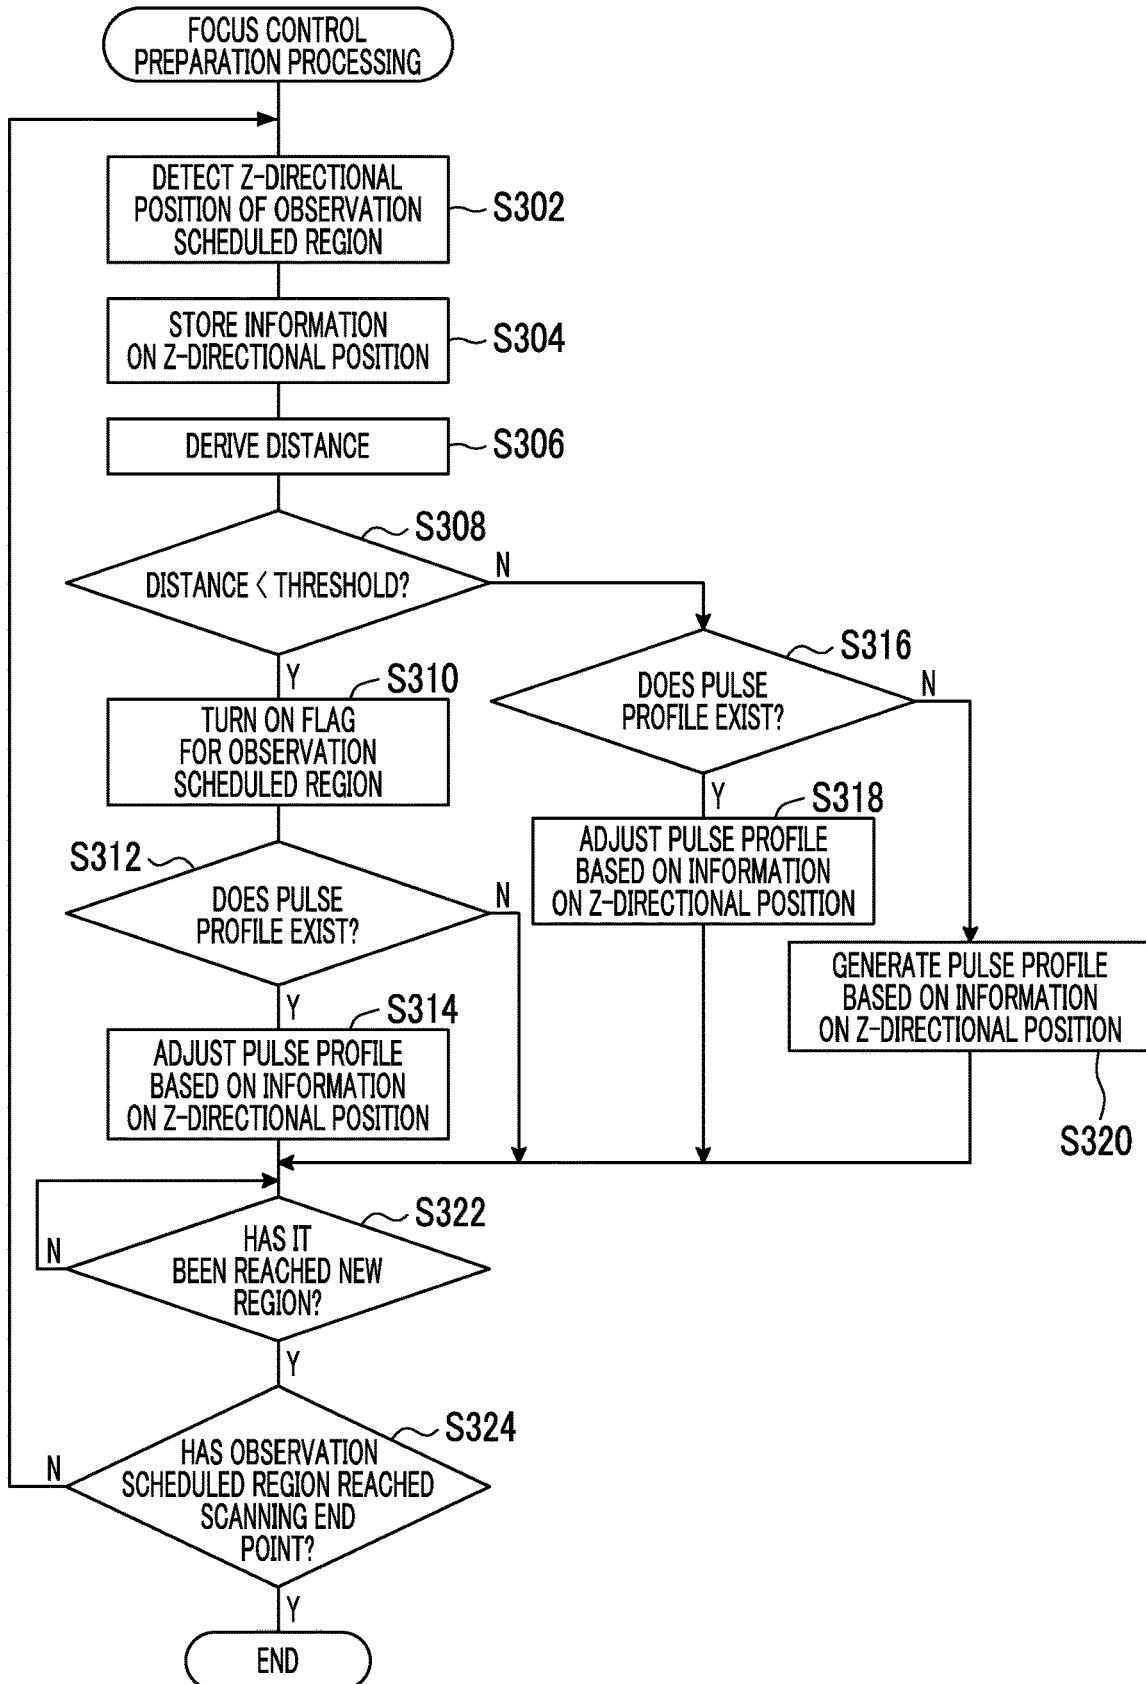 FOCUS CONTROL
PREPARATION PROCESSING
DETECT Z-DIRECTIONAL
POSITION OF OBSERVATION
SCHEDULED REGION
S302
STORE INFORMATION
ON Z-DIRECTIONAL POSITION
S304
DERIVE DISTANCE
S306
S308
DISTANCE < THRESHOLD?
N
Y
S310
TURN ON FLAG
FOR OBSERVATION
SCHEDULED REGION
S316
DOES PULSE
PROFILE EXIST?
N
Y
S318
ADJUST PULSE PROFILE
BASED ON INFORMATION
ON Z-DIRECTIONAL POSITION
S312
DOES PULSE
PROFILE EXIST?
N
Y
S314
ADJUST PULSE PROFILE
BASED ON INFORMATION
ON Z-DIRECTIONAL POSITION
GENERATE PULSE PROFILE
BASED ON INFORMATION
ON Z-DIRECTIONAL POSITION
S320
S322
HAS IT
BEEN REACHED NEW
REGION?
N
Y
S324
HAS OBSERVATION
SCHEDULED REGION REACHED
SCANNING END
POINT?
N
Y
END